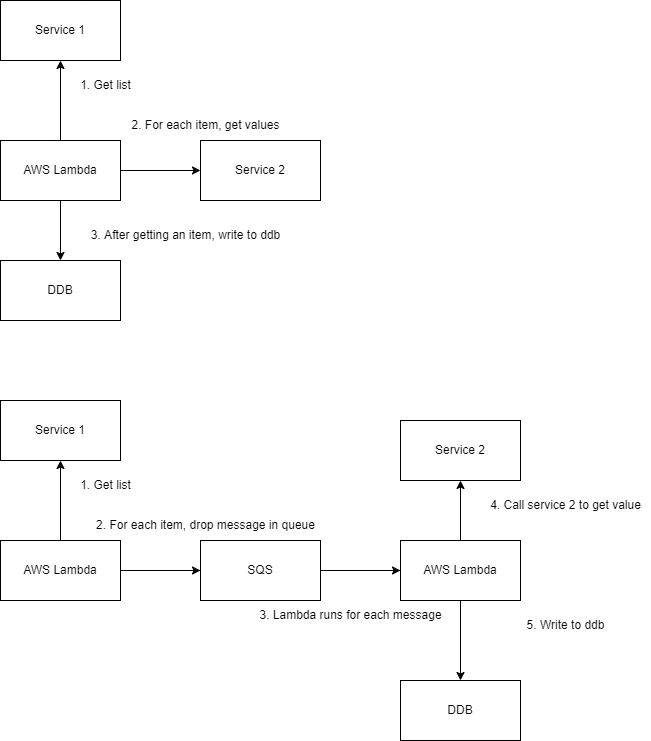 Service 1
1. Get list
2. For each item, get values
AWS Lambda
Service 2
3. After getting an item, write to ddb
DDB
Service 1
Service 2
1. Get list
4. Call service 2 to get value
2. For each item, drop message in queue
AWS Lambda
SQS
AWS Lambda
3. Lambda runs for each message
5. Write to ddb
DDB